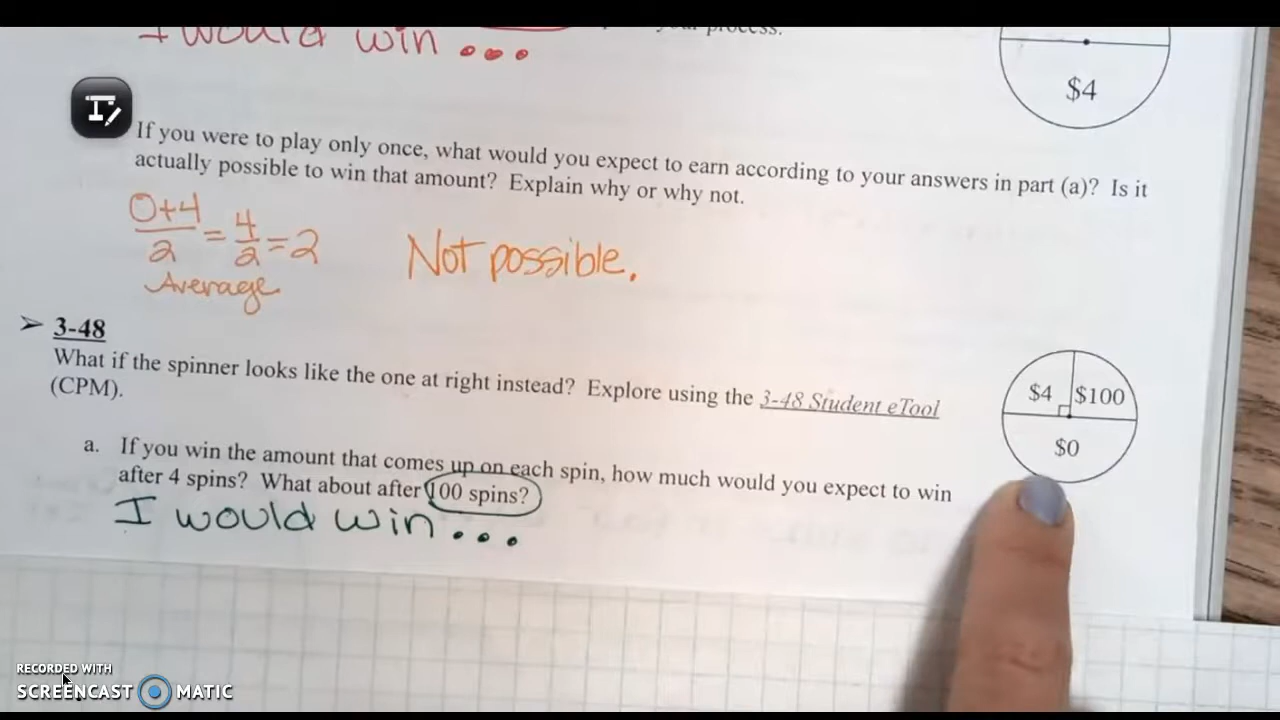 I would win...
your process.
$4
If you were to play only once, what would you expect to earn according to your answers in part (a)? Is it
actually possible to win that amount? Explain why or why not.
0+4/2 = 4/2 = 2
Not possible.
Average
➢ 3-48
What if the spinner looks like the one at right instead? Explore using the 3-48 Student eTool
(CPM).
$4 $100
$0
a. If you win the amount that comes up on each spin, how much would you expect to win
after 4 spins? What about after 100 spins?
I would win...
RECORDED WITH
SCREENCAST MATIC